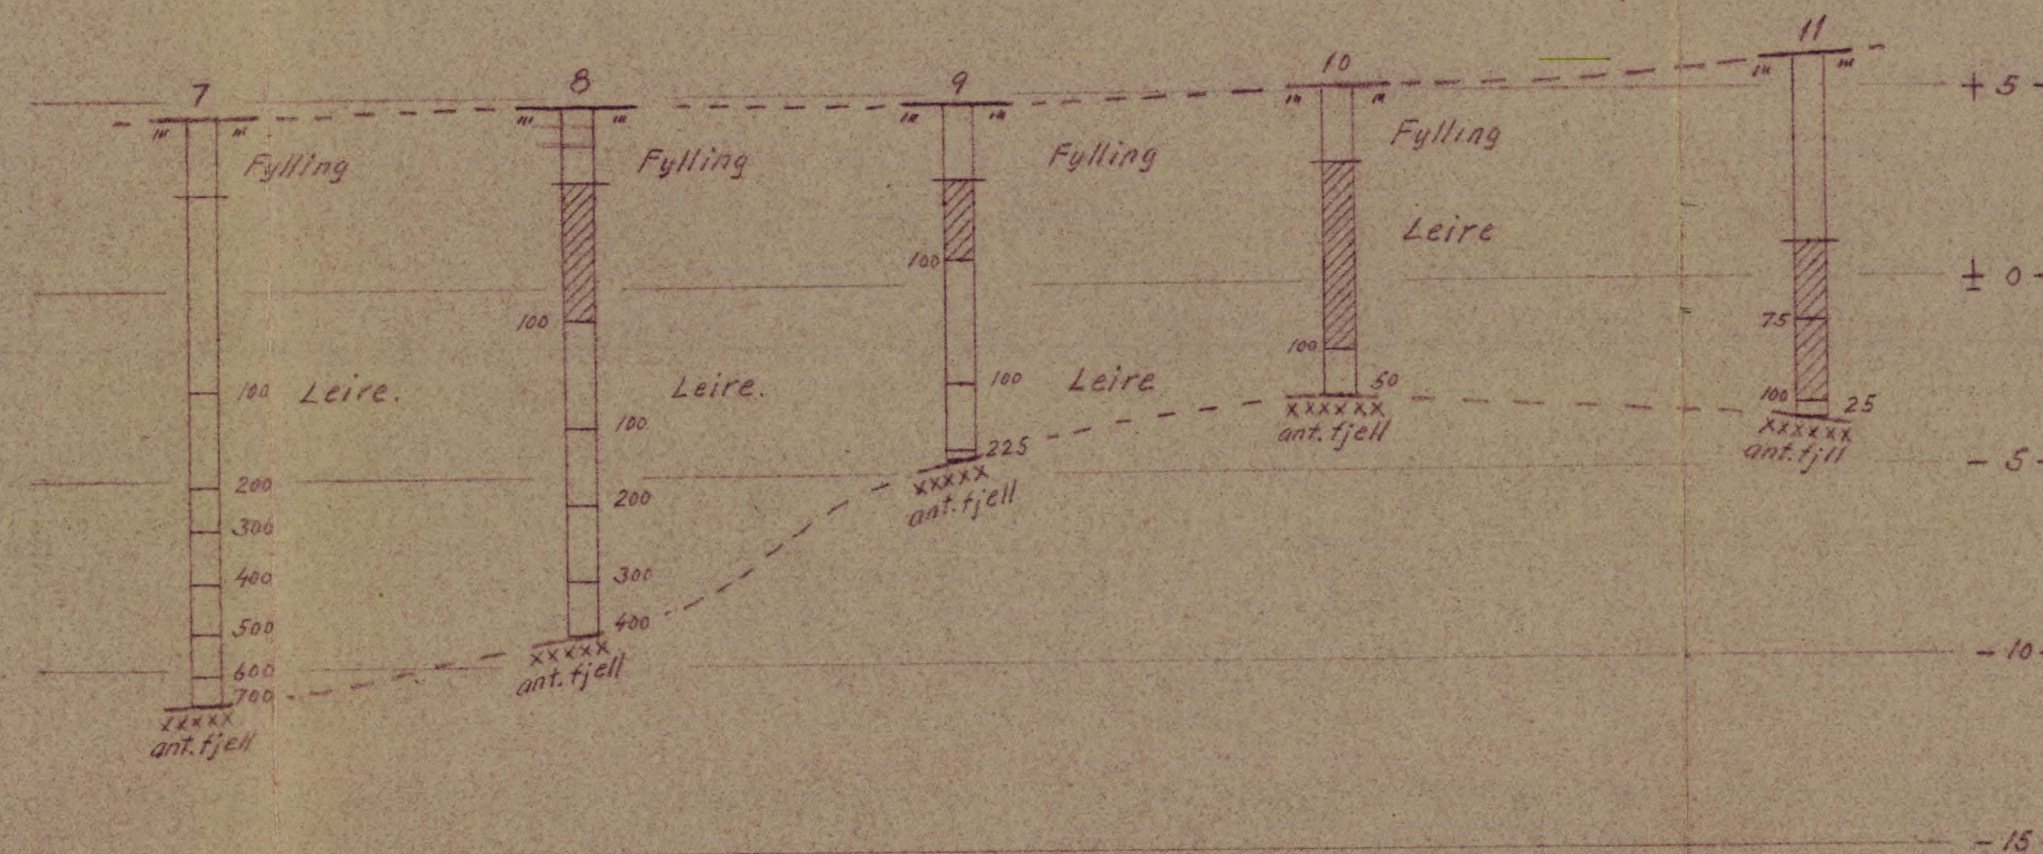 7
8
9
10
11
+ 5 -
Fylling
Fylling
Fylling
Fylling
Leire
100
± 0 -
100
100
75
100 Leire.
Leire.
100
Leire
50
100
25
100
225
xxxxxx
ant. fjell
xxxxxx
ant. fjll
- 5 -
200
200
xxxxx
ant. fjell
300
300
400
400
500
xxxxx
ant. fjell
- 10 -
600
700
xxxxx
ant. fjell
- 15